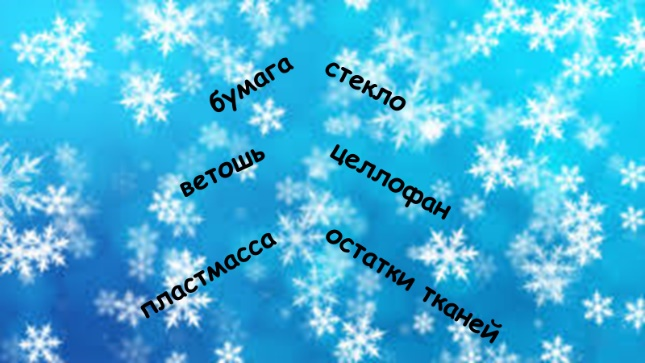 бумага
стекло
ветошь
целлофан
пластмасса
остатки тканей